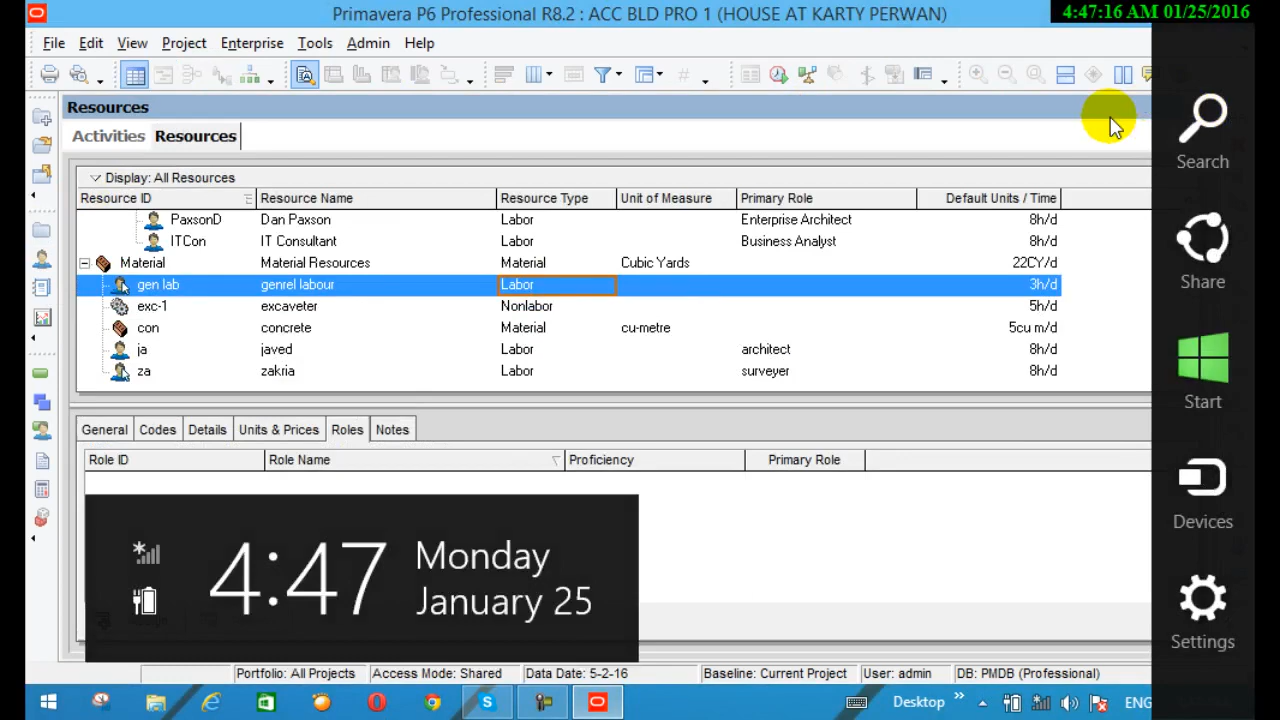 Primavera P6 Professional R8.2 : ACC BLD PRO 1 (HOUSE AT KARTY PERWAN)
4:47:16 AM 01/25/2016
File Edit View Project Enterprise Tools Admin Help
Resources
Activities Resources
Display: All Resources
Resource ID Resource Name Resource Type Unit of Measure Primary Role Default Units / Time
PaxsonD Dan Paxson Labor Enterprise Architect 8h/d
ITCon IT Consultant Labor Business Analyst 8h/d
Material Material Resources Material Cubic Yards 22CY/d
gen lab genrel labour Labor 3h/d
exc-1 excaveter Nonlabor 5h/d
con concrete Material cu-metre 5cu m/d
ja javed Labor architect 8h/d
za zakria Labor surveyer 8h/d
General Codes Details Units & Prices Roles Notes
Role ID Role Name Proficiency Primary Role
4:47
Monday
January 25
Search
Share
Start
Devices
Settings
Portfolio: All Projects Access Mode: Shared Data Date: 5-2-16 Baseline: Current Project User: admin DB: PMDB (Professional)
Desktop ENG